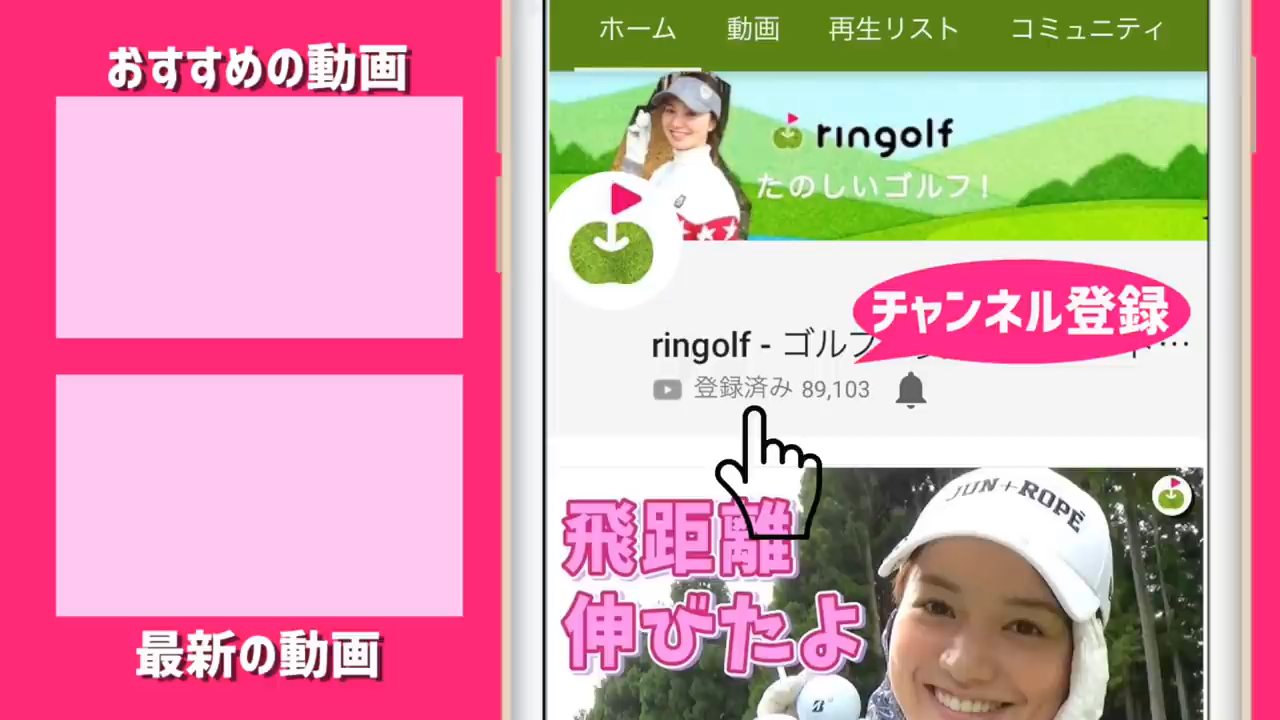 おすすめの動画
最新の動画
ホーム 動画 再生リスト コミュニティ
ringolf
たのしいゴルフ!
チャンネル登録
ringolf - ゴルフ
登録済み 89,103
飛距離
伸びたよ
JUN+ROPÉ
B